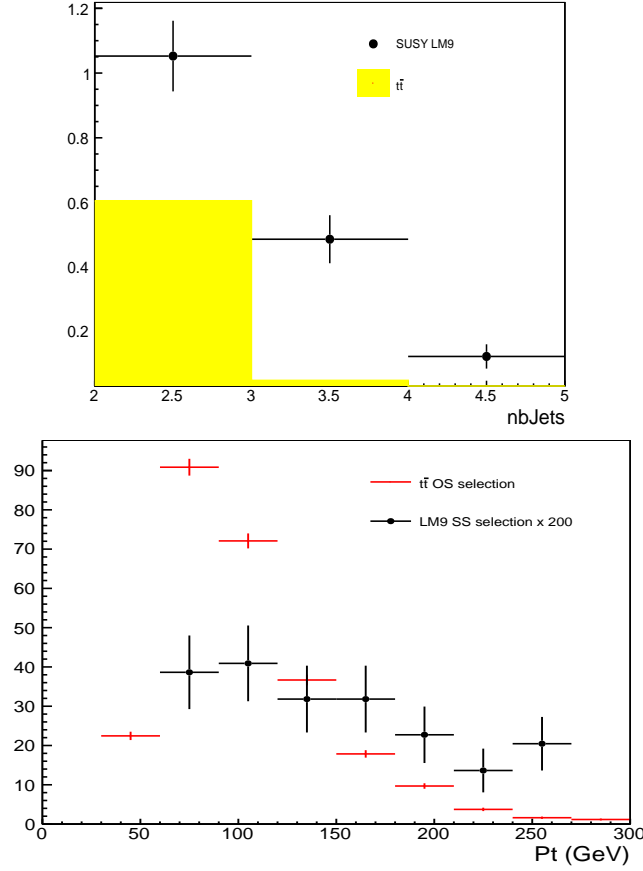 1.2
1
0.8
0.6
0.4
0.2
SUSY LM9
tt̄
2 2.5 3 3.5 4 4.5 5
nbJets
90
80
70
60
50
40
30
20
10
0
tt̄ OS selection
LM9 SS selection x 200
0 50 100 150 200 250 300
Pt (GeV)